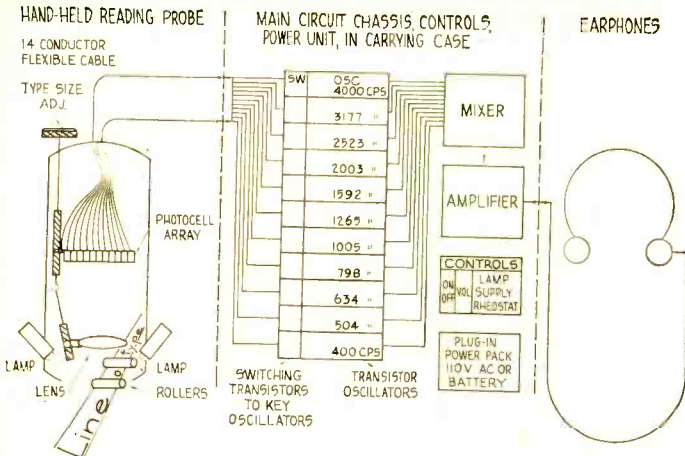 HAND-HELD READING PROBE
14 CONDUCTOR
FLEXIBLE CABLE
TYPE SIZE
ADJ.
PHOTOCELL
ARRAY
LAMP
LENS
LAMP
ROLLERS
Line of type
MAIN CIRCUIT CHASSIS, CONTROLS,
POWER UNIT, IN CARRYING CASE
SW
OSC
4000 CPS
3177 "
2523 "
2003 "
1592 "
1265 "
1005 "
798 "
634 "
504 "
400 CPS
SWITCHING
TRANSISTORS
TO KEY
OSCILLATORS
TRANSISTOR
OSCILLATORS
MIXER
AMPLIFIER
CONTROLS
ON
OFF
VOL
LAMP
SUPPLY
RHEOSTAT
PLUG-IN
POWER PACK
110V AC OR
BATTERY
EARPHONES